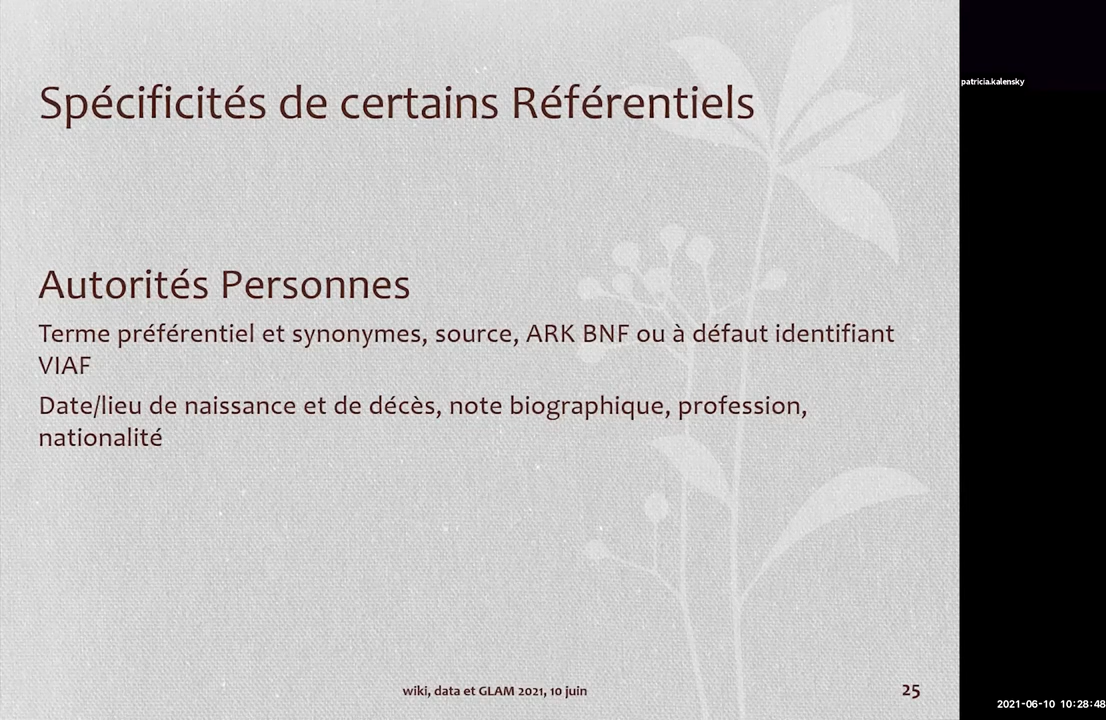 Spécificités de certains Référentiels
patricia.kalensky
Autorités Personnes
Terme préférentiel et synonymes, source, ARK BNF ou à défaut identifiant
VIAF
Date/lieu de naissance et de décès, note biographique, profession,
nationalité
wiki, data et GLAM 2021, 10 juin
25
2021-06-10 10:28:48